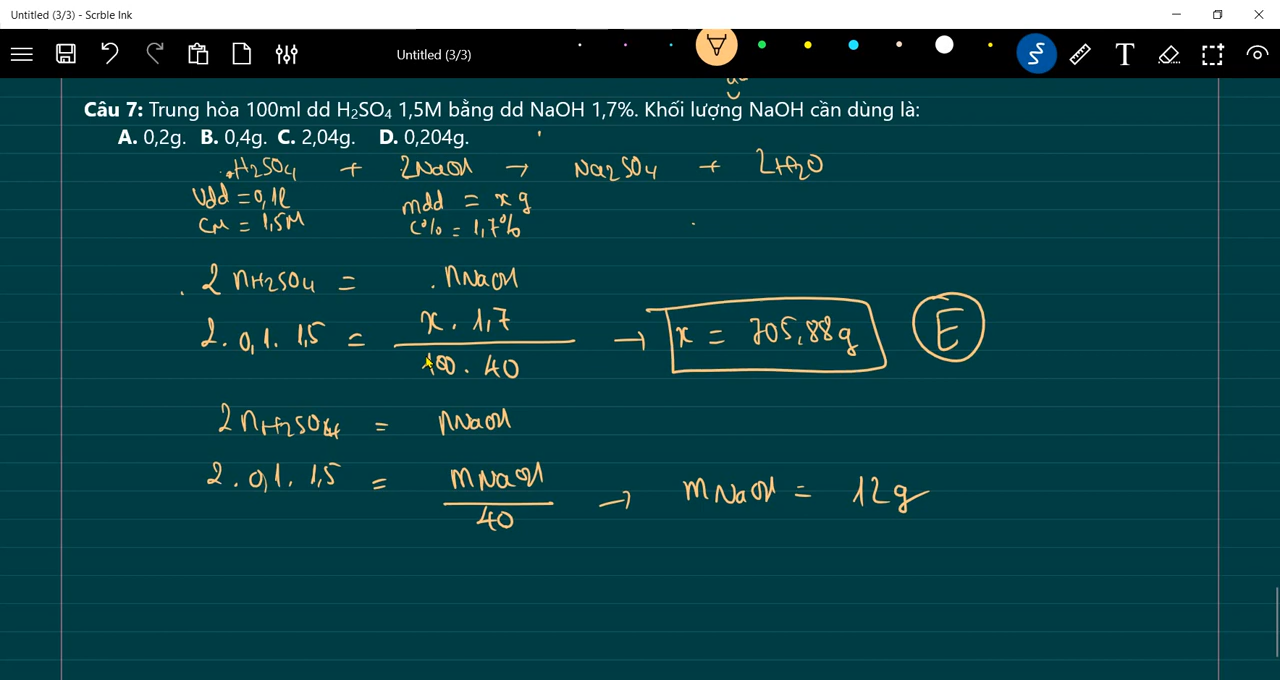 Untitled (3/3) - Scrble Ink
Untitled (3/3)
T
Câu 7: Trung hòa 100ml dd H₂SO₄ 1,5M bằng dd NaOH 1,7%. Khối lượng NaOH cần dùng là:
A. 0,2g. B. 0,4g. C. 2,04g. D. 0,204g.
H₂SO₄ + 2NaOH → Na₂SO₄ + 2H₂O
Vdd = 0,1l mdd = x g
CM = 1,5M C% = 1,7%
2 nH₂SO₄ = nNaOH
2 . 0,1 . 1,5 = x . 1,7 / 100 . 40 → x = 705,88g E
2nH₂SO₄ = nNaOH
2 . 0,1 . 1,5 = mNaOH / 40 → mNaOH = 12g